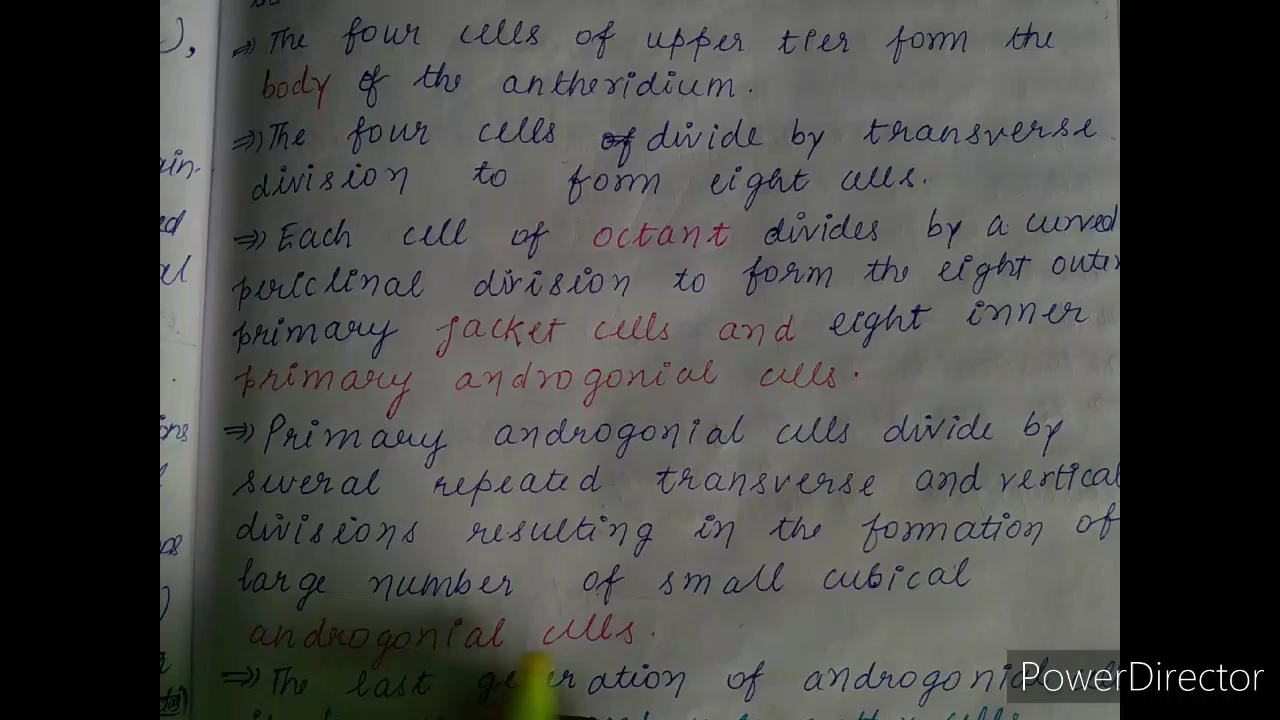 ⇒ The four cells of upper tier form the
body of the antheridium.
⇒ The four cells of divide by transverse
division to form eight cells.
⇒ Each cell of octant divides by a curved
periclinal division to form the eight outer
primary jacket cells and eight inner
primary androgonial cells.
⇒ Primary androgonial cells divide by
several repeated transverse and vertical
divisions resulting in the formation of
large number of small cubical
androgonial cells.
⇒ The last generation of androgonial
PowerDirector